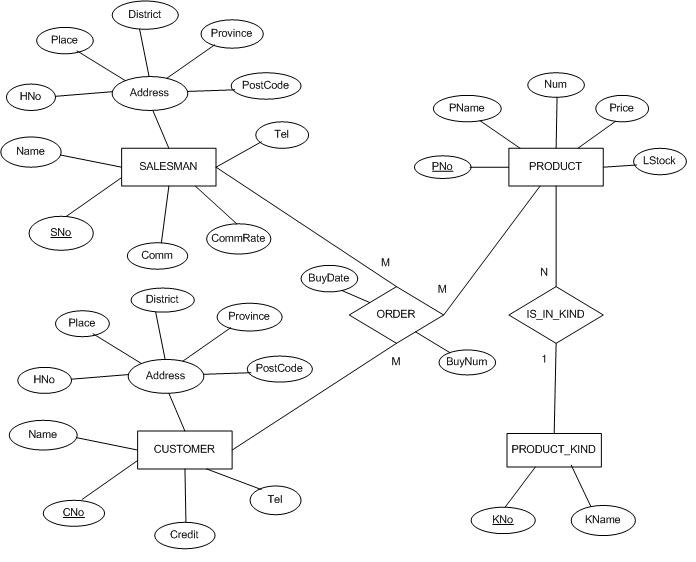 District
Place
Province
HNo
Address
PostCode
Name
SALESMAN
Tel
SNo
Comm
CommRate
Num
PName
Price
PNo
PRODUCT
LStock
M
M
N
BuyDate
ORDER
IS_IN_KIND
M
BuyNum
1
District
Place
Province
HNo
Address
PostCode
Name
CUSTOMER
CNo
Credit
Tel
PRODUCT_KIND
KNo
KName